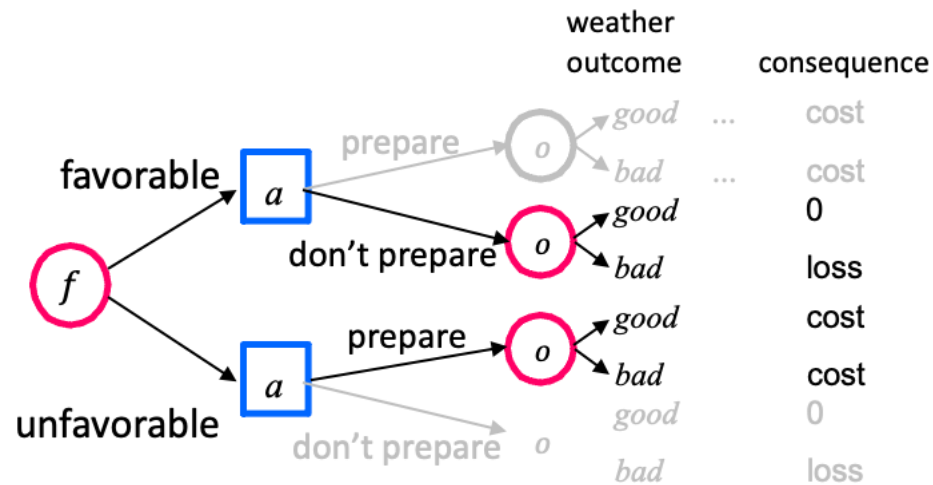 weather
outcome consequence
good ... cost
prepare o
bad ... cost
favorable a
good 0
don't prepare o
bad loss
f
good cost
prepare o
bad cost
a
unfavorable good 0
don't prepare o
bad loss